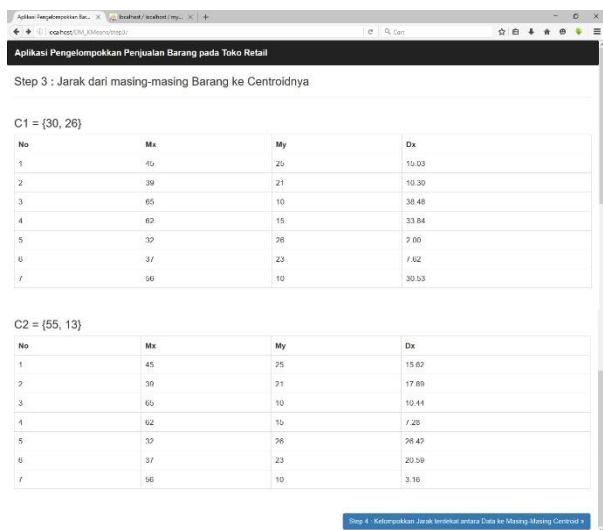 Aplikasi Pengelompokkan Bar... × localhost / localhost / my... × +
localhost/DM_KMeans/step3/ Cari
Aplikasi Pengelompokkan Penjualan Barang pada Toko Retail
Step 3 : Jarak dari masing-masing Barang ke Centroidnya
C1 = {30, 26}
No Mx My Dx
1 45 25 15.03
2 39 21 10.30
3 65 10 38.48
4 62 15 33.84
5 32 26 2.00
6 37 23 7.62
7 56 10 30.53
C2 = {55, 13}
No Mx My Dx
1 45 25 15.62
2 39 21 17.89
3 65 10 10.44
4 62 15 7.28
5 32 26 26.42
6 37 23 20.59
7 56 10 3.16
Step 4 : Kelompokkan Jarak terdekat antara Data ke Masing-Masing Centroid »